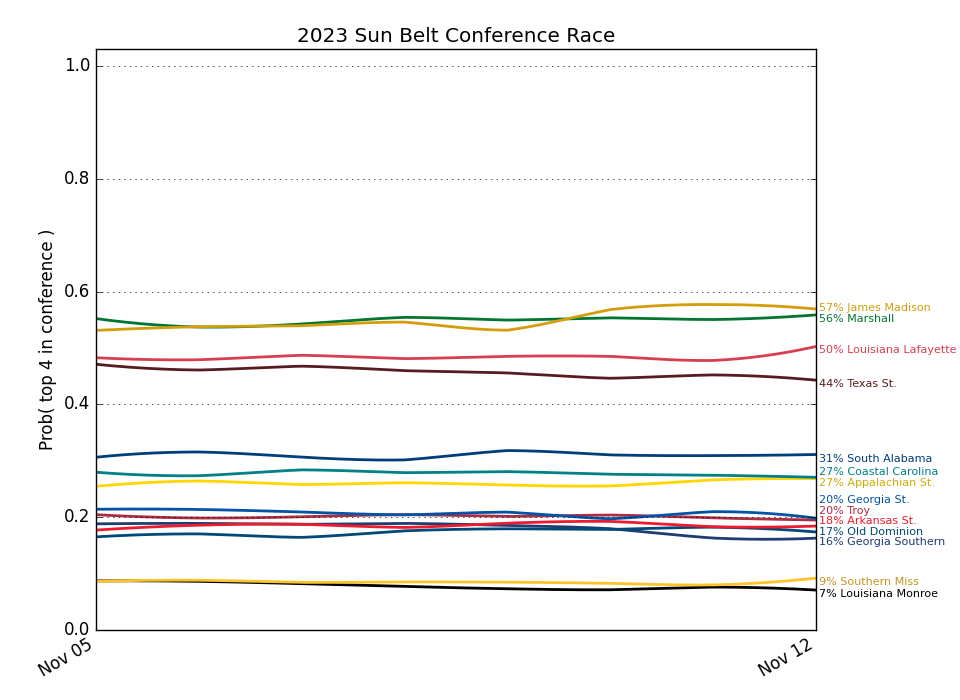 2023 Sun Belt Conference Race
Prob( top 4 in conference )
1.0
0.8
0.6
0.4
0.2
0.0
Nov 05
Nov 12
57% James Madison
56% Marshall
50% Louisiana Lafayette
44% Texas St.
31% South Alabama
27% Coastal Carolina
27% Appalachian St.
20% Georgia St.
20% Troy
18% Arkansas St.
17% Old Dominion
16% Georgia Southern
9% Southern Miss
7% Louisiana Monroe